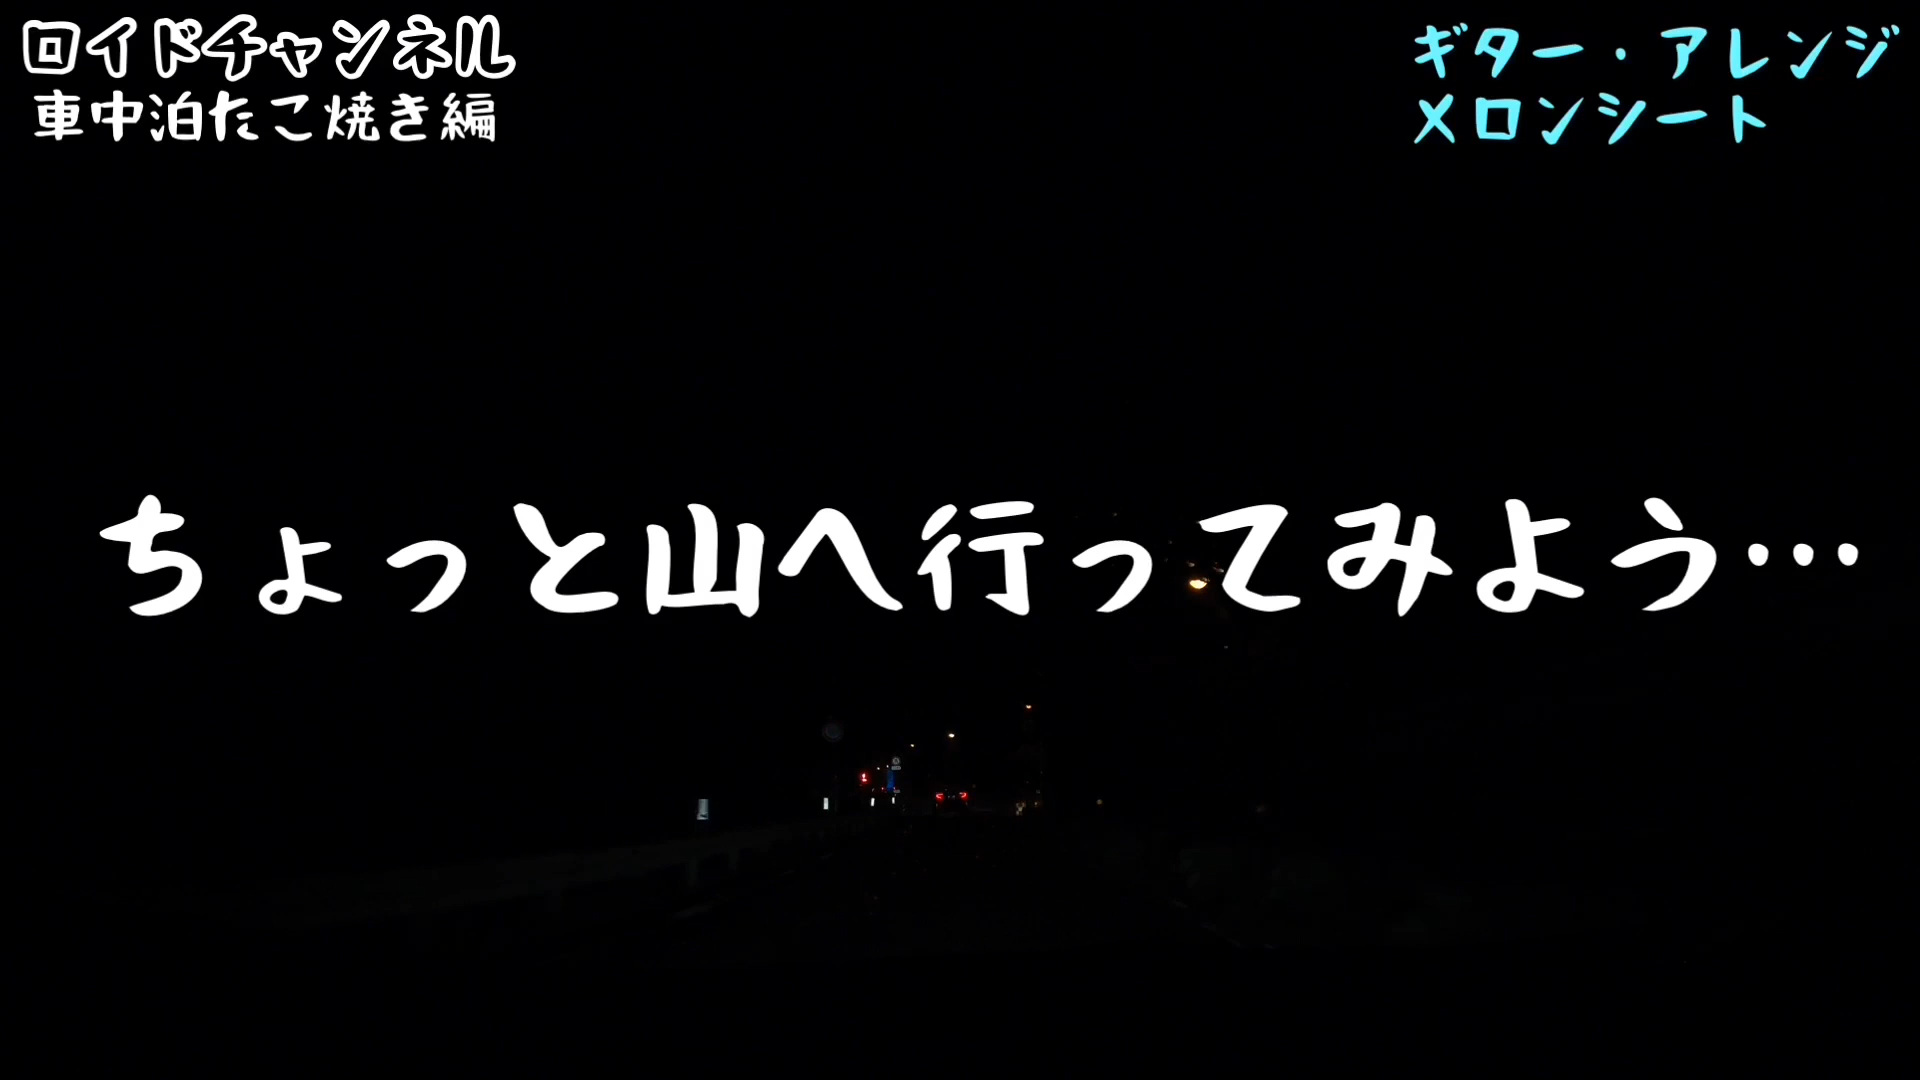 ロイドチャンネル
車中泊たこ焼き編
ギター・アレンジ
メロンシート
ちょっと山へ行ってみよう…